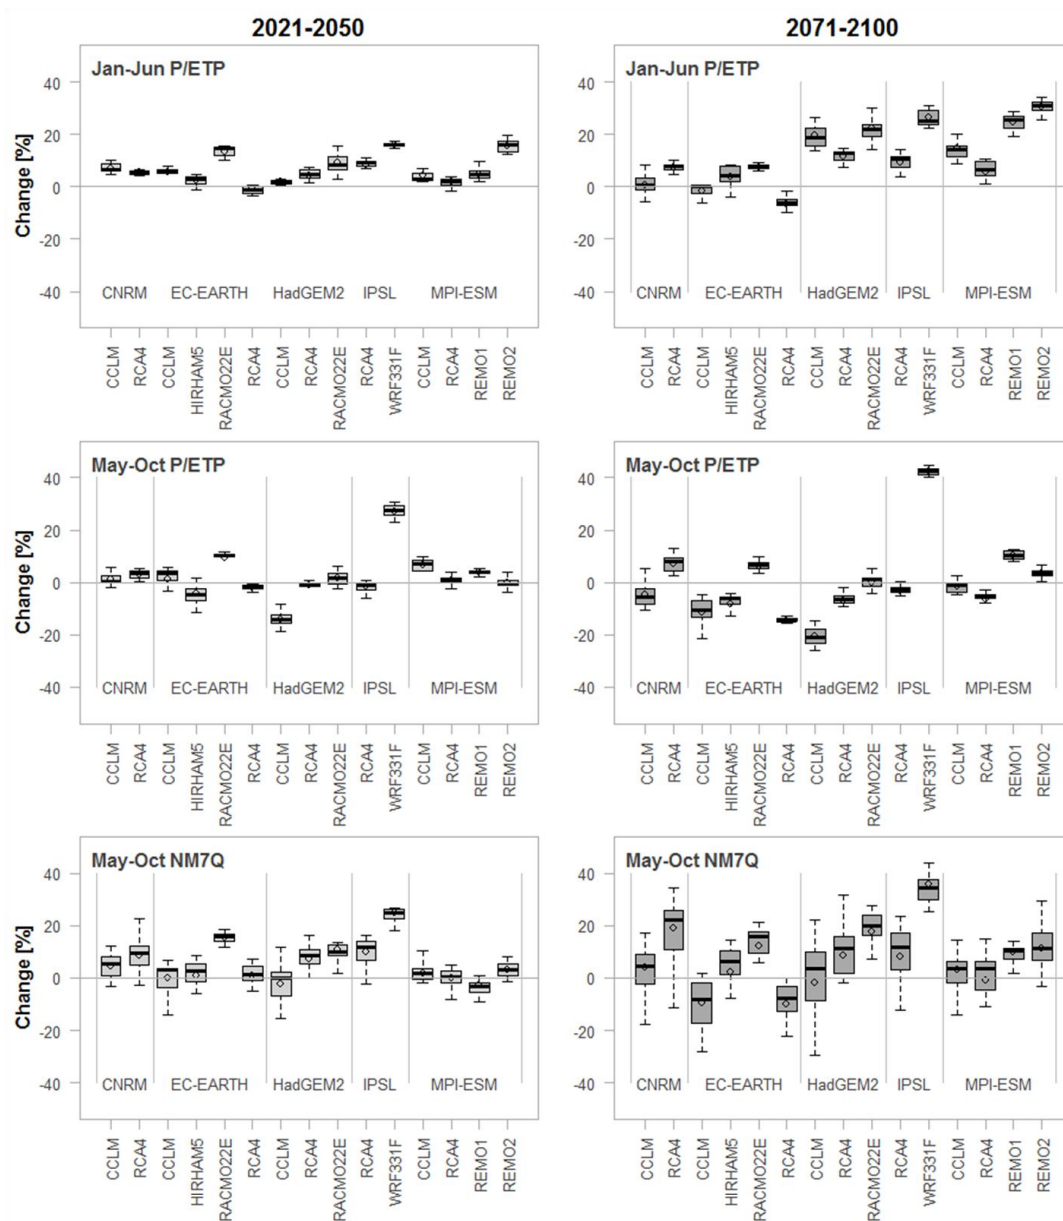 2021-2050 2071-2100
Jan-Jun P/ETP Jan-Jun P/ETP
Change [%]
40
20
0
-20
-40
CNRM EC-EARTH HadGEM2 IPSL MPI-ESM
CCLM RCA4 CCLM HIRHAM5 RACMO22E RCA4 CCLM RCA4 RACMO22E RCA4 WRF331F CCLM RCA4 REMO1 REMO2
40
20
0
-20
-40
CNRM EC-EARTH HadGEM2 IPSL MPI-ESM
CCLM RCA4 CCLM HIRHAM5 RACMO22E RCA4 CCLM RCA4 RACMO22E RCA4 WRF331F CCLM RCA4 REMO1 REMO2
May-Oct P/ETP May-Oct P/ETP
Change [%]
40
20
0
-20
-40
CNRM EC-EARTH HadGEM2 IPSL MPI-ESM
CCLM RCA4 CCLM HIRHAM5 RACMO22E RCA4 CCLM RCA4 RACMO22E RCA4 WRF331F CCLM RCA4 REMO1 REMO2
40
20
0
-20
-40
CNRM EC-EARTH HadGEM2 IPSL MPI-ESM
CCLM RCA4 CCLM HIRHAM5 RACMO22E RCA4 CCLM RCA4 RACMO22E RCA4 WRF331F CCLM RCA4 REMO1 REMO2
May-Oct NM7Q May-Oct NM7Q
Change [%]
40
20
0
-20
-40
CNRM EC-EARTH HadGEM2 IPSL MPI-ESM
CCLM RCA4 CCLM HIRHAM5 RACMO22E RCA4 CCLM RCA4 RACMO22E RCA4 WRF331F CCLM RCA4 REMO1 REMO2
40
20
0
-20
-40
CNRM EC-EARTH HadGEM2 IPSL MPI-ESM
CCLM RCA4 CCLM HIRHAM5 RACMO22E RCA4 CCLM RCA4 RACMO22E RCA4 WRF331F CCLM RCA4 REMO1 REMO2